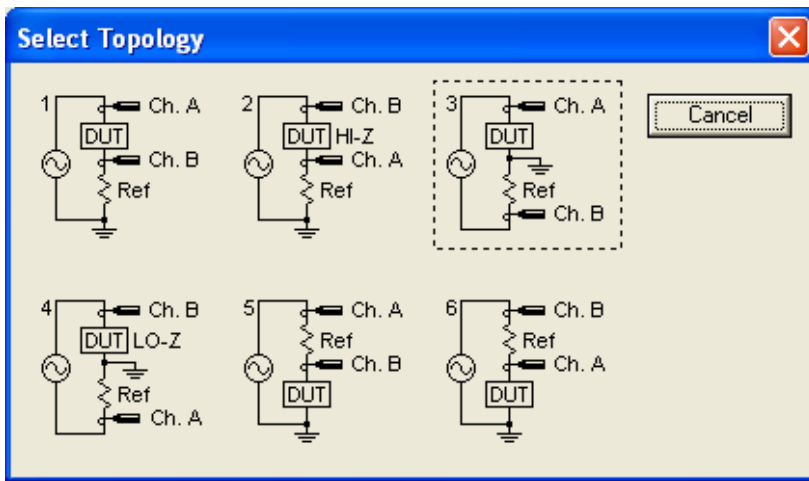 Select Topology
1 Ch. A
DUT
Ch. B
Ref
2 Ch. B
DUT HI-Z
Ch. A
Ref
3 Ch. A
DUT
Ref
Ch. B
Cancel
4 Ch. B
DUT LO-Z
Ref
Ch. A
5 Ch. A
Ref
Ch. B
DUT
6 Ch. B
Ref
Ch. A
DUT